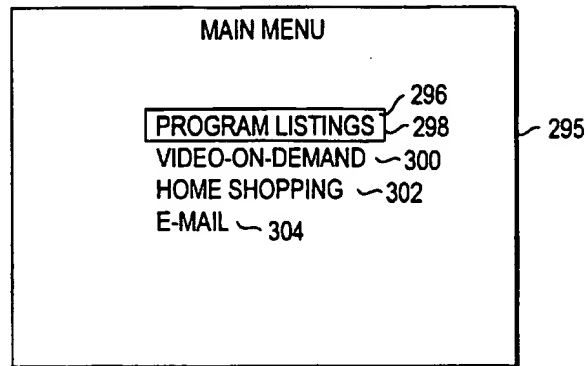 MAIN MENU
296
PROGRAM LISTINGS 298
295
VIDEO-ON-DEMAND 300
HOME SHOPPING 302
E-MAIL 304